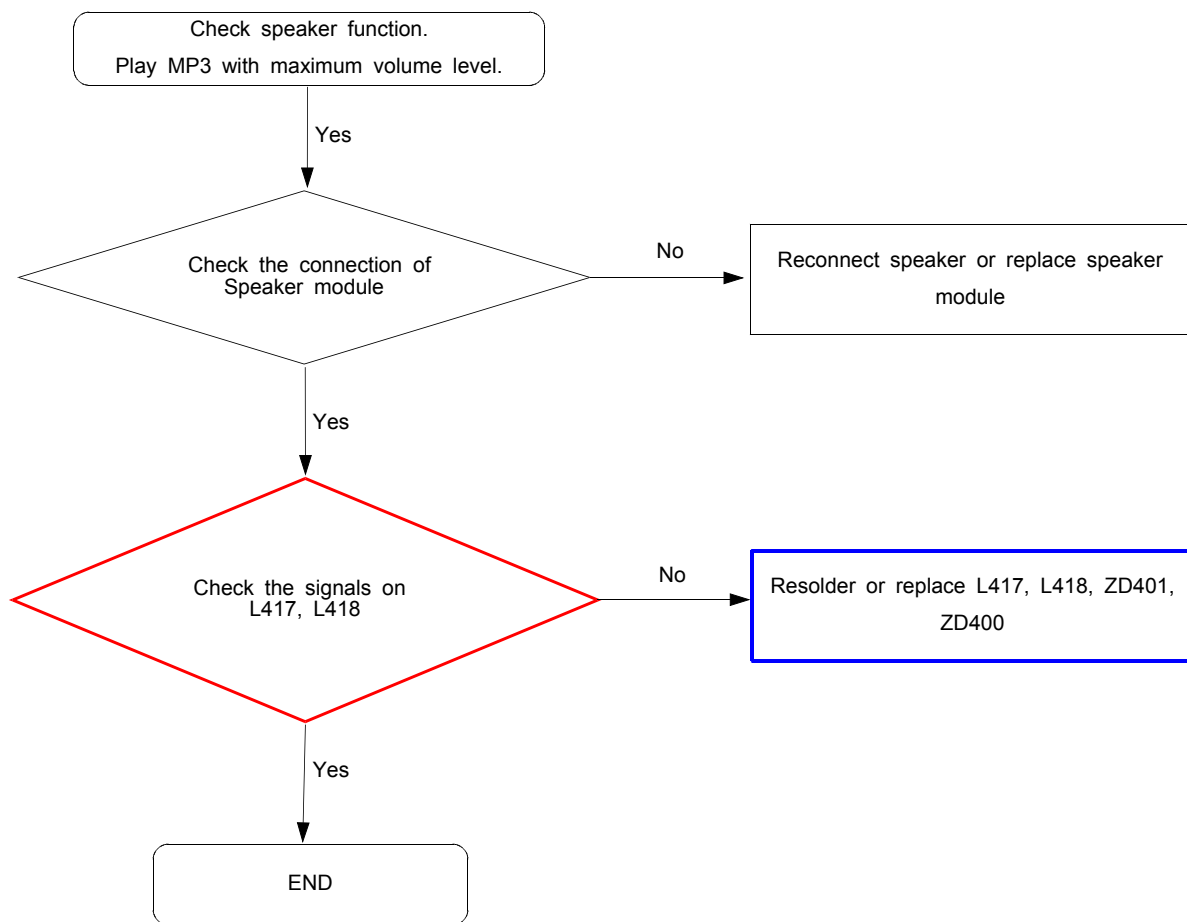 Check speaker function.
Play MP3 with maximum volume level.
Yes
Check the connection of
Speaker module
No
Reconnect speaker or replace speaker
module
Yes
Check the signals on
L417, L418
No
Resolder or replace L417, L418, ZD401,
ZD400
Yes
END